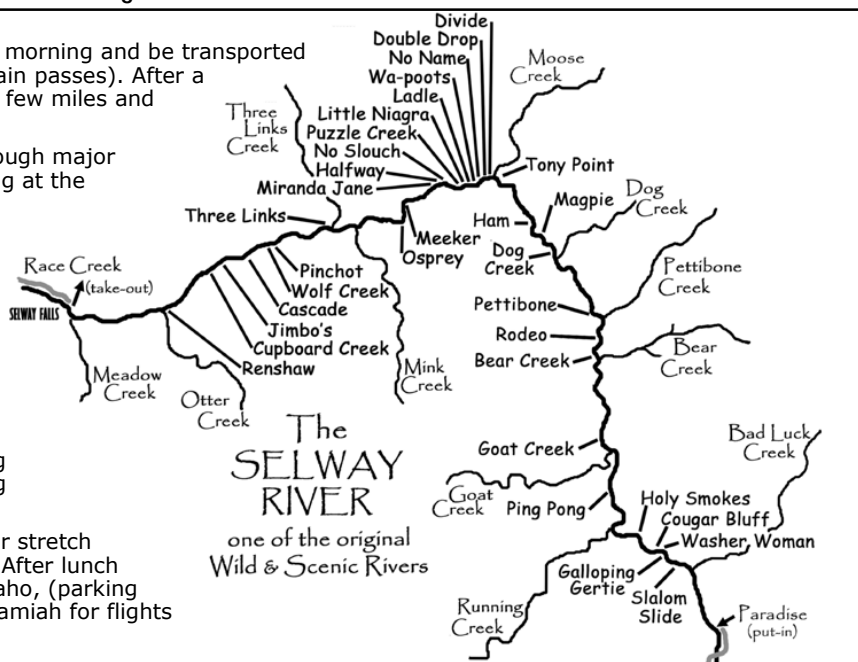 morning and be transported
ain passes). After a
few miles and
ough major
g at the
g
g
r stretch
After lunch
aho, (parking
amiah for flights
Divide
Double Drop
No Name
Wa-poots
Ladle
Little Niagra
Puzzle Creek
No Slouch
Halfway
Miranda Jane
Three Links
Three
Links
Creek
Moose
Creek
Tony Point
Magpie
Dog
Creek
Ham
Dog
Creek
Meeker
Osprey
Pettibone
Creek
Pettibone
Rodeo
Bear Creek
Bear
Creek
Race Creek
(take-out)
SELWAY FALLS
Pinchot
Wolf Creek
Cascade
Jimbo's
Cupboard Creek
Renshaw
Meadow
Creek
Otter
Creek
Mink
Creek
The
SELWAY
RIVER
one of the original
Wild & Scenic Rivers
Goat Creek
Goat
Creek
Ping Pong
Bad Luck
Creek
Holy Smokes
Cougar Bluff
Washer Woman
Galloping
Gertie
Slalom
Slide
Running
Creek
Paradise
(put-in)